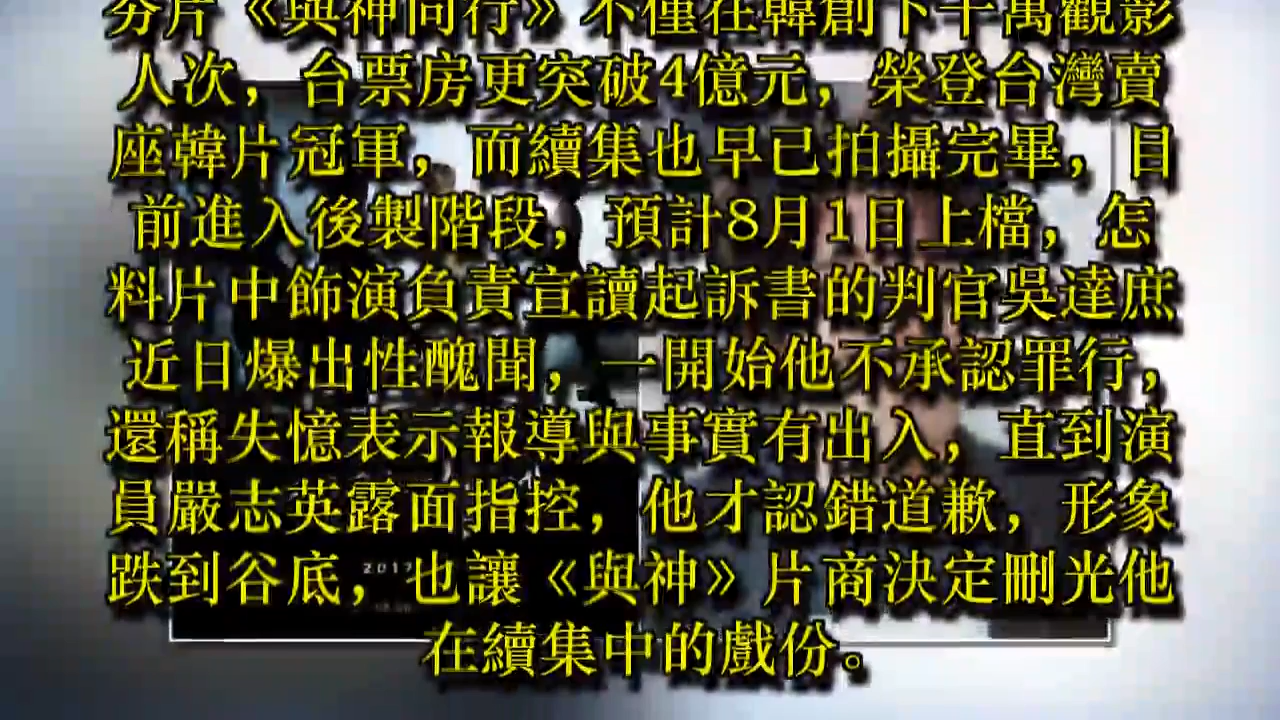 夯片《與神同行》不僅在韓創下千萬觀影
人次，台票房更突破4億元，榮登台灣賣
座韓片冠軍，而續集也早已拍攝完畢，目
前進入後製階段，預計8月1日上檔，怎
料片中飾演負責宣讀起訴書的判官吳達庶
近日爆出性醜聞，一開始他不承認罪行，
還稱失憶表示報導與事實有出入，直到演
員嚴志英露面指控，他才認錯道歉，形象
跌到谷底，也讓《與神》片商決定刪光他
在續集中的戲份。
2017